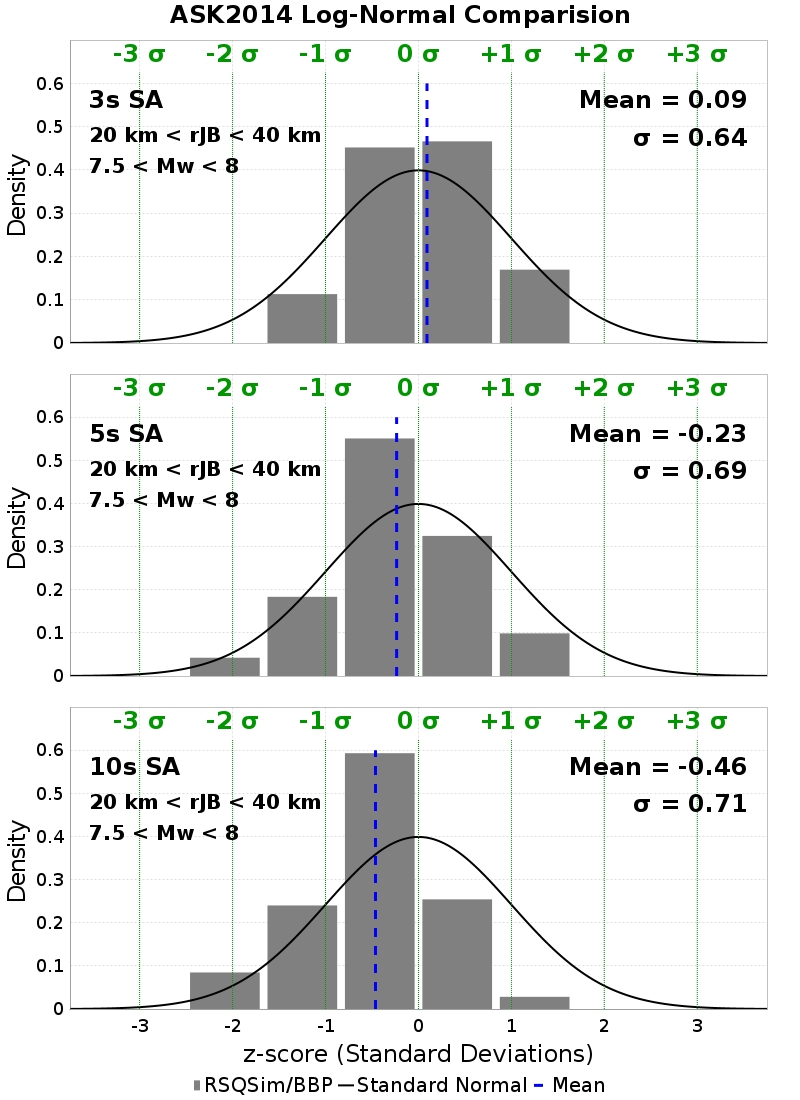 ASK2014 Log-Normal Comparision
-3 σ -2 σ -1 σ 0 σ +1 σ +2 σ +3 σ
3s SA
20 km < rJB < 40 km
7.5 < Mw < 8
Mean = 0.09
σ = 0.64
Density
0.6
0.5
0.4
0.3
0.2
0.1
0
-3 σ -2 σ -1 σ 0 σ +1 σ +2 σ +3 σ
5s SA
20 km < rJB < 40 km
7.5 < Mw < 8
Mean = -0.23
σ = 0.69
Density
0.6
0.5
0.4
0.3
0.2
0.1
0
-3 σ -2 σ -1 σ 0 σ +1 σ +2 σ +3 σ
10s SA
20 km < rJB < 40 km
7.5 < Mw < 8
Mean = -0.46
σ = 0.71
Density
0.6
0.5
0.4
0.3
0.2
0.1
0
-3 -2 -1 0 1 2 3
z-score (Standard Deviations)
RSQSim/BBP Standard Normal Mean